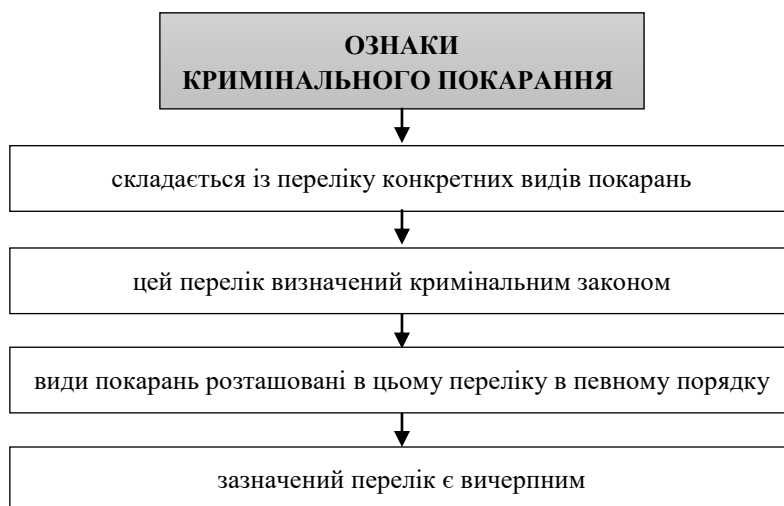 ОЗНАКИ
КРИМІНАЛЬНОГО ПОКАРАННЯ
складається із переліку конкретних видів покарань
цей перелік визначений кримінальним законом
види покарань розташовані в цьому переліку в певному порядку
зазначений перелік є вичерпним